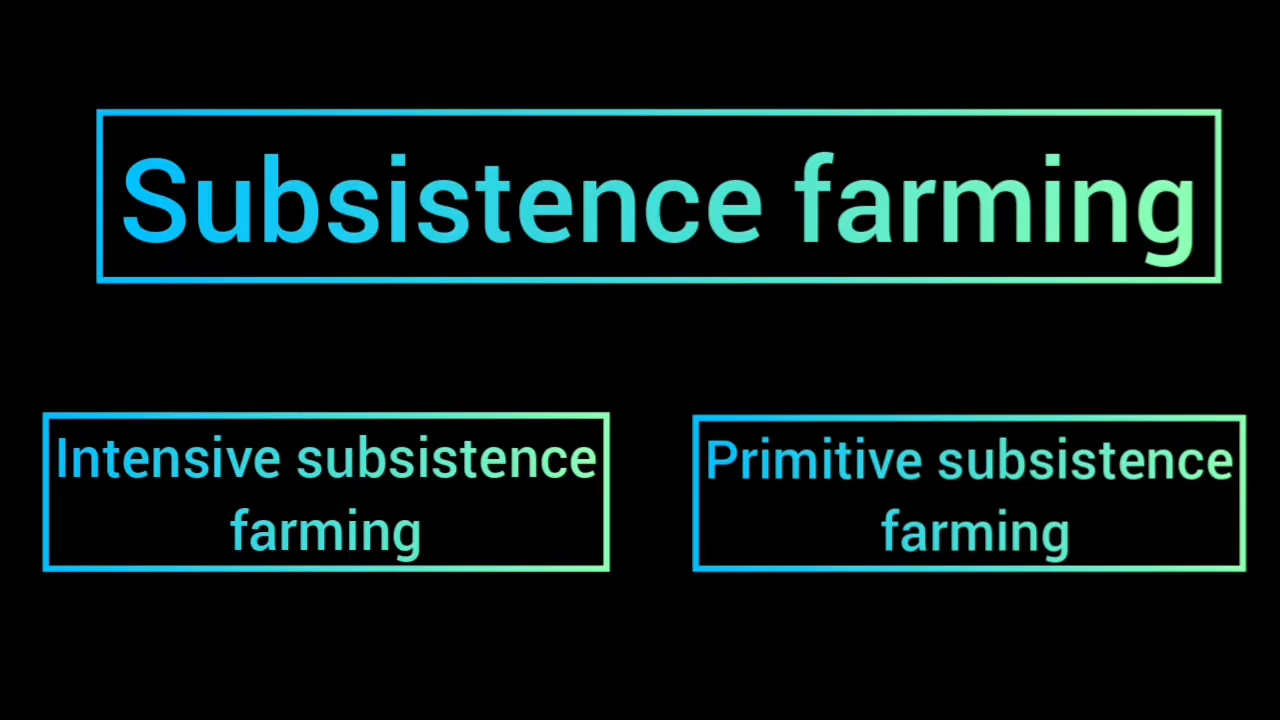 Subsistence farming
Intensive subsistence
farming
Primitive subsistence
farming